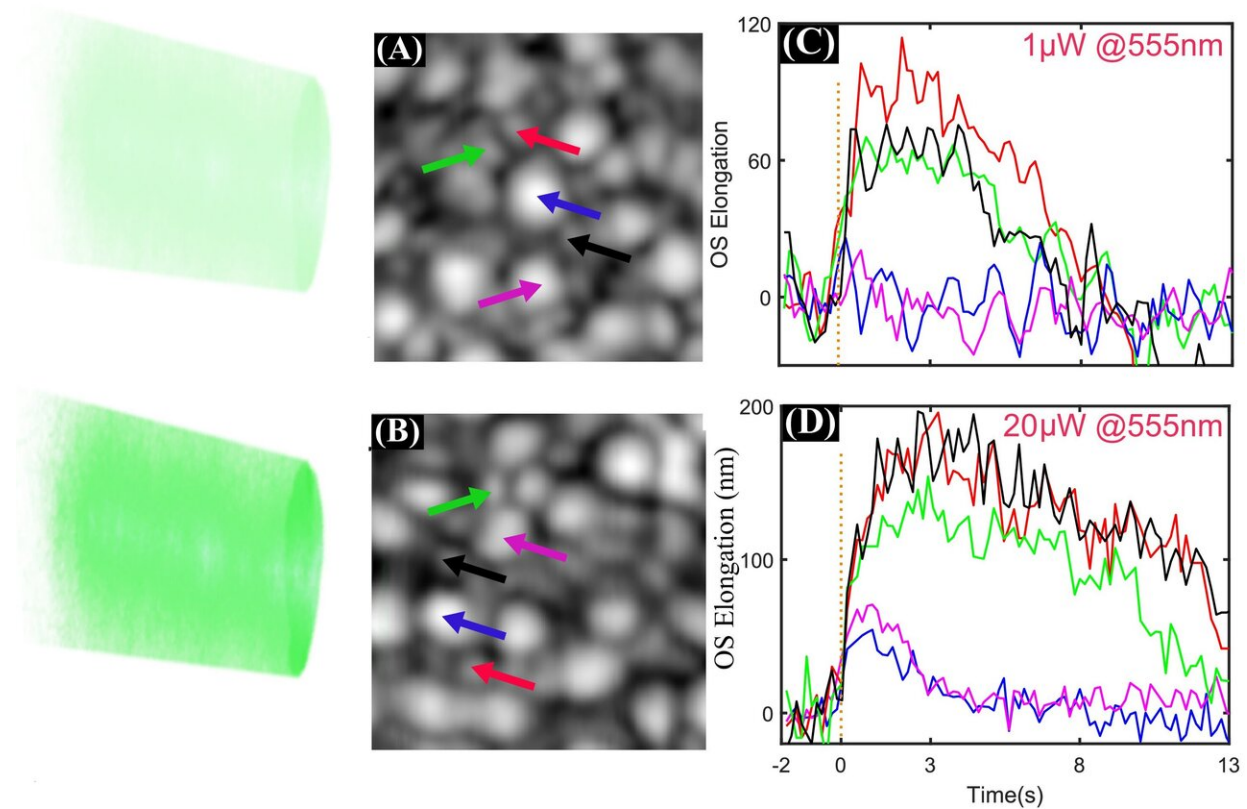 (A)
(B)
(C)
1µW @555nm
120
60
0
OS Elongation
(D)
20µW @555nm
200
100
0
OS Elongation (nm)
-2 0 3 8 13
Time(s)